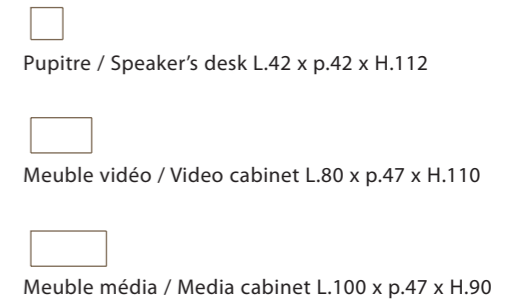 Pupitre / Speaker’s desk L.42 x p.42 x H.112
Meuble vidéo / Video cabinet L.80 x p.47 x H.110
Meuble média / Media cabinet L.100 x p.47 x H.90